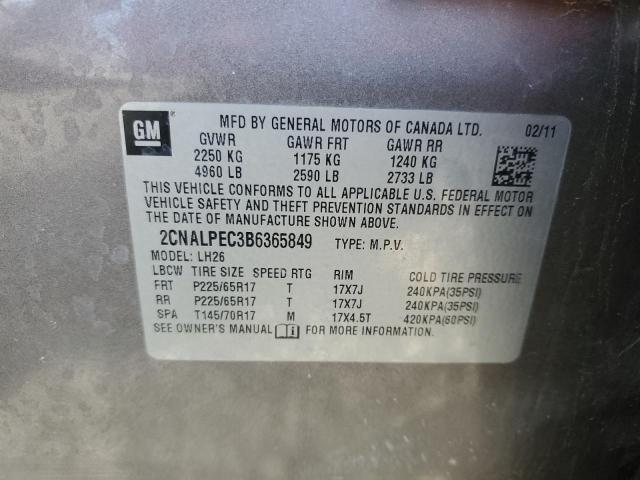 GM
MFD BY GENERAL MOTORS OF CANADA LTD. 02/11
GVWR GAWR FRT GAWR RR
2250 KG 1175 KG 1240 KG
4960 LB 2590 LB 2733 LB
THIS VEHICLE CONFORMS TO ALL APPLICABLE U.S. FEDERAL MOTOR
VEHICLE SAFETY AND THEFT PREVENTION STANDARDS IN EFFECT ON
THE DATE OF MANUFACTURE SHOWN ABOVE.
2CNALPEC3B6365849 TYPE: M.P.V.
MODEL: LH26
LBCW TIRE SIZE SPEED RTG RIM COLD TIRE PRESSURE
FRT P225/65R17 T 17X7J 240KPA(35PSI)
RR P225/65R17 T 17X7J 240KPA(35PSI)
SPA T145/70R17 M 17X4.5T 420KPA(60PSI)
SEE OWNER'S MANUAL FOR MORE INFORMATION.